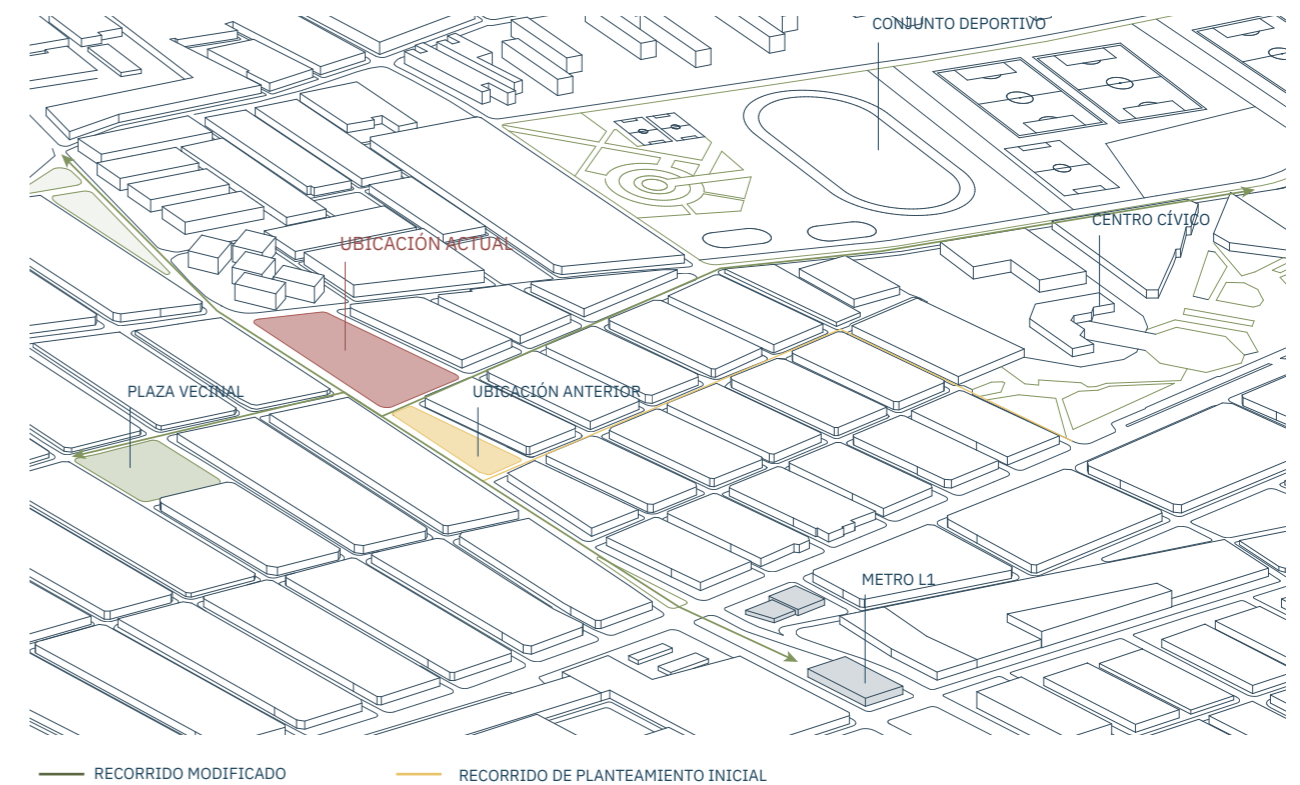 CONJUNTO DEPORTIVO
CENTRO CÍVICO
UBICACIÓN ACTUAL
PLAZA VECINAL
UBICACIÓN ANTERIOR
METRO L1
RECORRIDO MODIFICADO
RECORRIDO DE PLANTEAMIENTO INICIAL